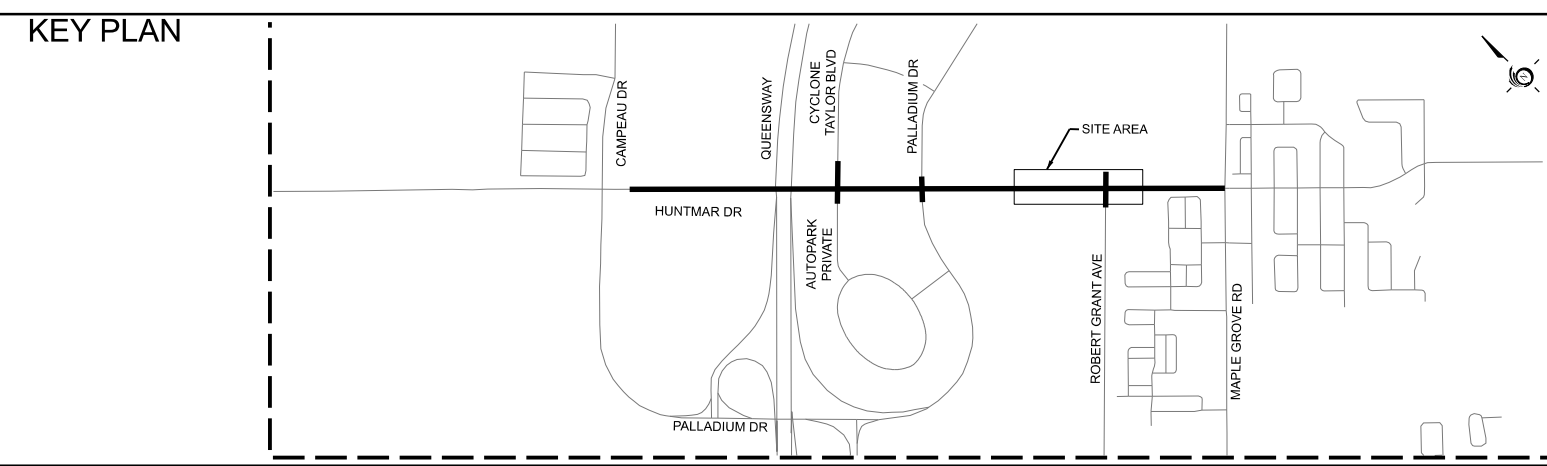 KEY PLAN
CAMPEAU DR
QUEENSWAY
CYCLONE
TAYLOR BLVD
PALLADIUM DR
SITE AREA
HUNTMAR DR
AUTOPARK
PRIVATE
ROBERT GRANT AVE
MAPLE GROVE RD
PALLADIUM DR